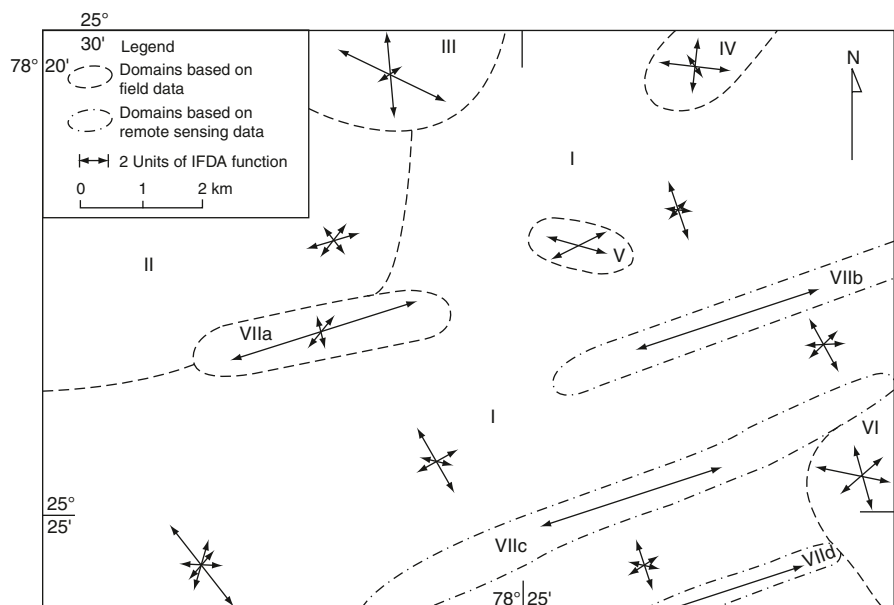 25°
30'
78° 20'
Legend
Domains based on
field data
Domains based on
remote sensing data
2 Units of IFDA function
0 1 2 km
III
IV
N
I
II
V
VIIb
VIIa
I
VI
25°
25'
VIIc
VIId
78° 25'